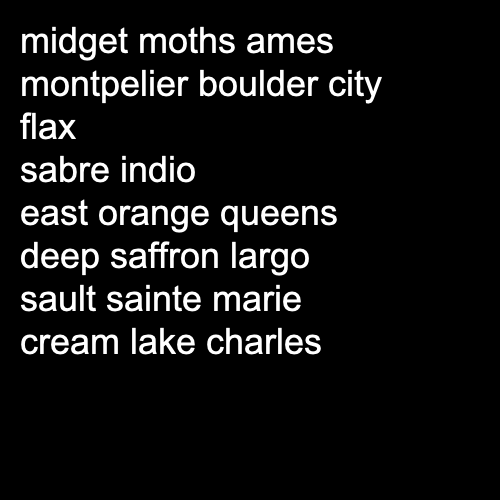 midget moths ames
montpelier boulder city
flax
sabre indio
east orange queens
deep saffron largo
sault sainte marie
cream lake charles